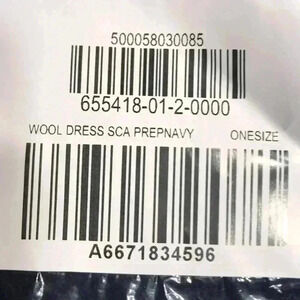 500058030085
655418-01-2-0000
WOOL DRESS SCA PREPNAVY ONESIZE
A6671834596